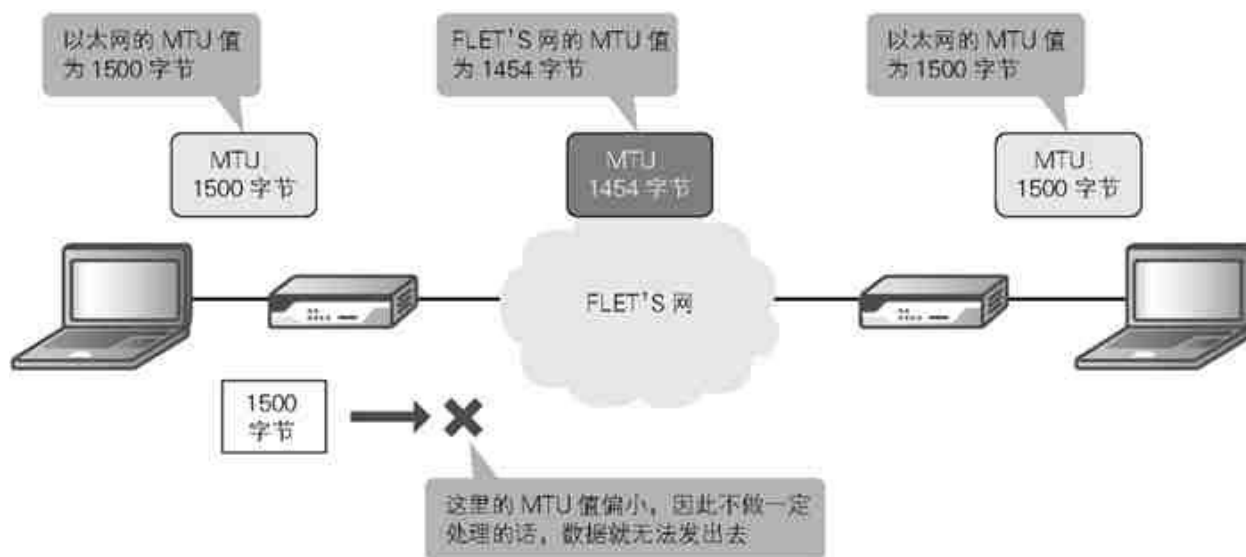 以太网的 MTU 值
为 1500 字节
FLET'S 网的 MTU 值
为 1454 字节
以太网的 MTU 值
为 1500 字节
MTU
1500 字节
MTU
1454 字节
MTU
1500 字节
FLET'S 网
1500
字节
这里的 MTU 值偏小，因此不做一定
处理的话，数据就无法发出去